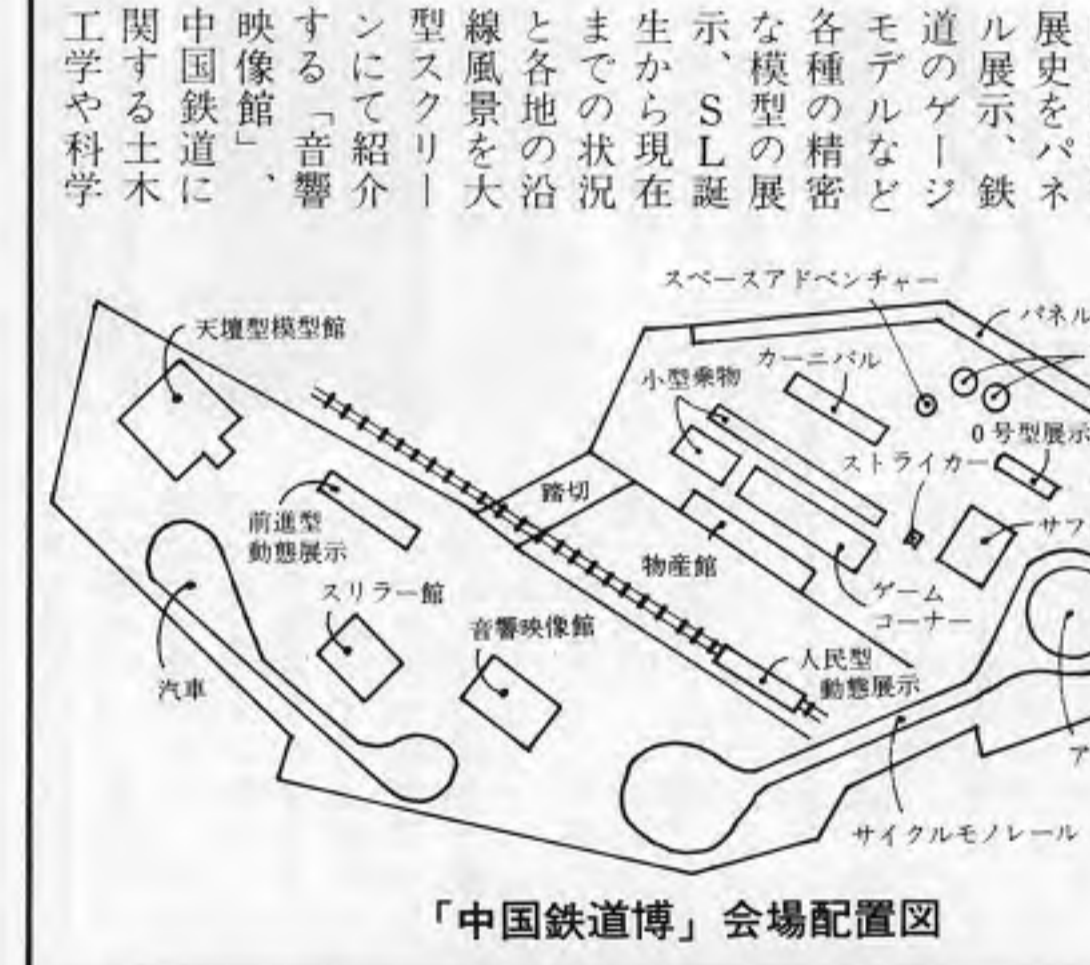 展史をパネ
ル展示、鉄
道のゲージ
モデルなど
各種の精密
な模型の展
示、SL誕
生から現在
までの状況
と各地の沿
線風景を大
型スクリー
ンにて紹介
する「音響
映像館」、
中国鉄道に
関する土木
工学や科学
スペースアドベンチャー
パネル
天壇型模型館
カーニバル
小型乗物
0号型展示
ストライカー
踏切
前進型
動態展示
サフ
物産館
スリラー館
ゲーム
コーナー
音響映像館
人民型
動態展示
汽車
ア
サイクルモノレール
「中国鉄道博」会場配置図